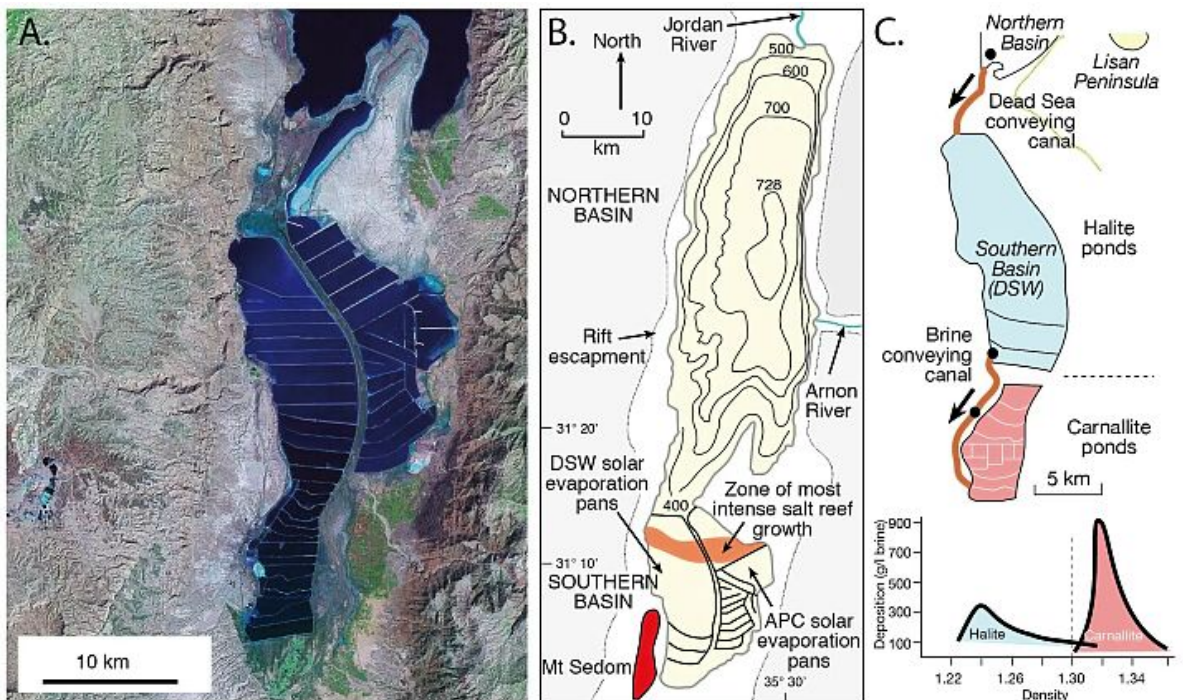 A.
10 km
B.
North
0
10
km
Jordan
River
500
600
700
728
NORTHERN
BASIN
Rift
escapment
Arnon
River
31° 20'
DSW solar
evaporation
pans
Zone of most
intense salt reef
growth
400
31° 10'
SOUTHERN
BASIN
APC solar
evaporation
pans
Mt Sedom
35° 30'
C.
Northern
Basin
Lisan
Peninsula
Dead Sea
conveying
canal
Halite
ponds
Southern
Basin
(DSW)
Brine
conveying
canal
Carnallite
ponds
5 km
Deposition (g/l brine)
900
700
500
300
100
Halite
Carnallite
1.22
1.26
1.30
1.34
Density